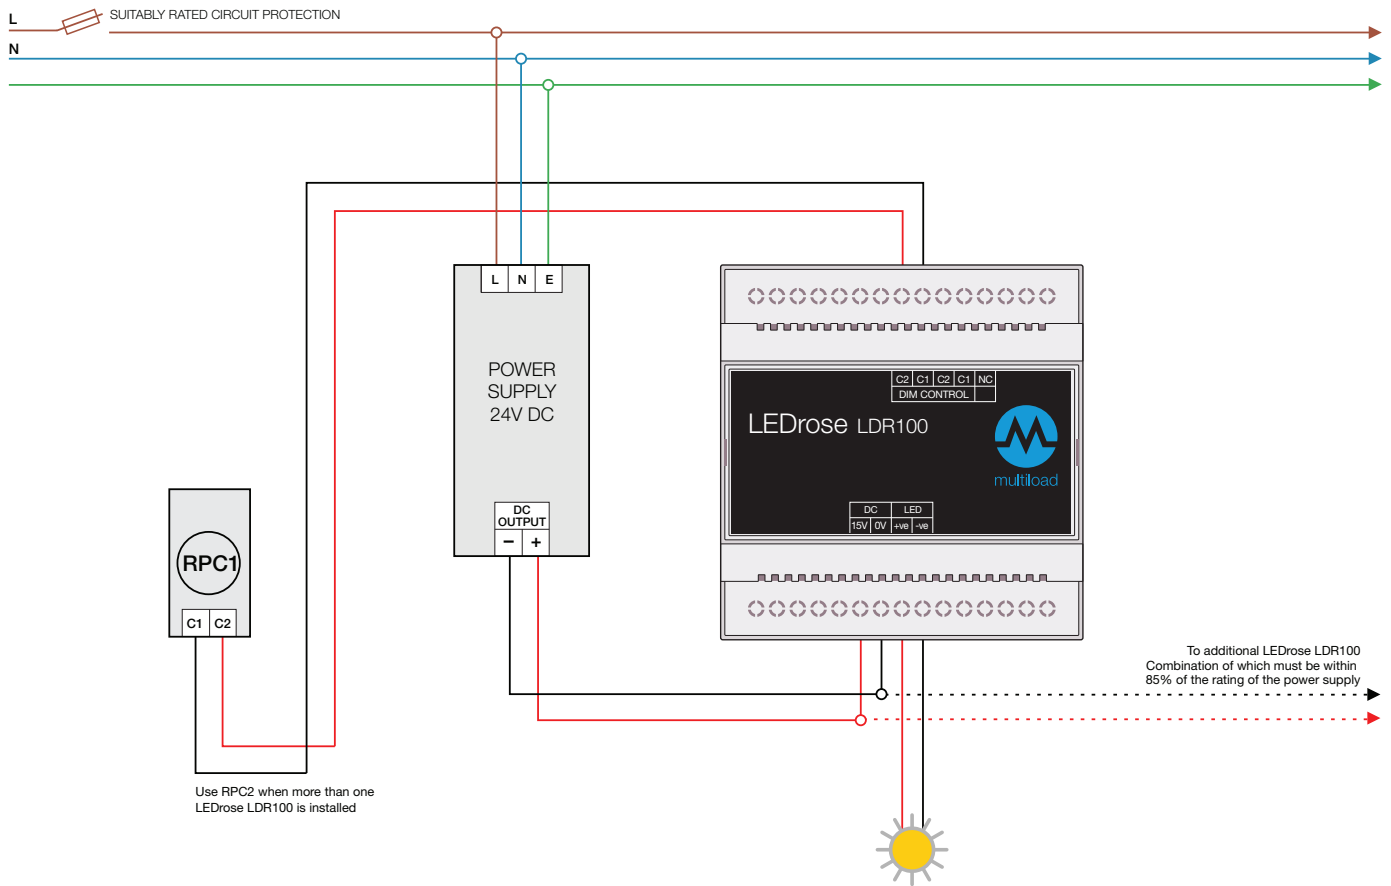 L
SUITABLY RATED CIRCUIT PROTECTION
N
L N E
POWER
SUPPLY
24V DC
DC
OUTPUT
− +
C2 C1 C2 C1 NC
DIM CONTROL
LEDrose LDR100
multiload
DC LED
15V 0V +ve -ve
RPC1
C1 C2
To additional LEDrose LDR100
Combination of which must be within
85% of the rating of the power supply
Use RPC2 when more than one
LEDrose LDR100 is installed